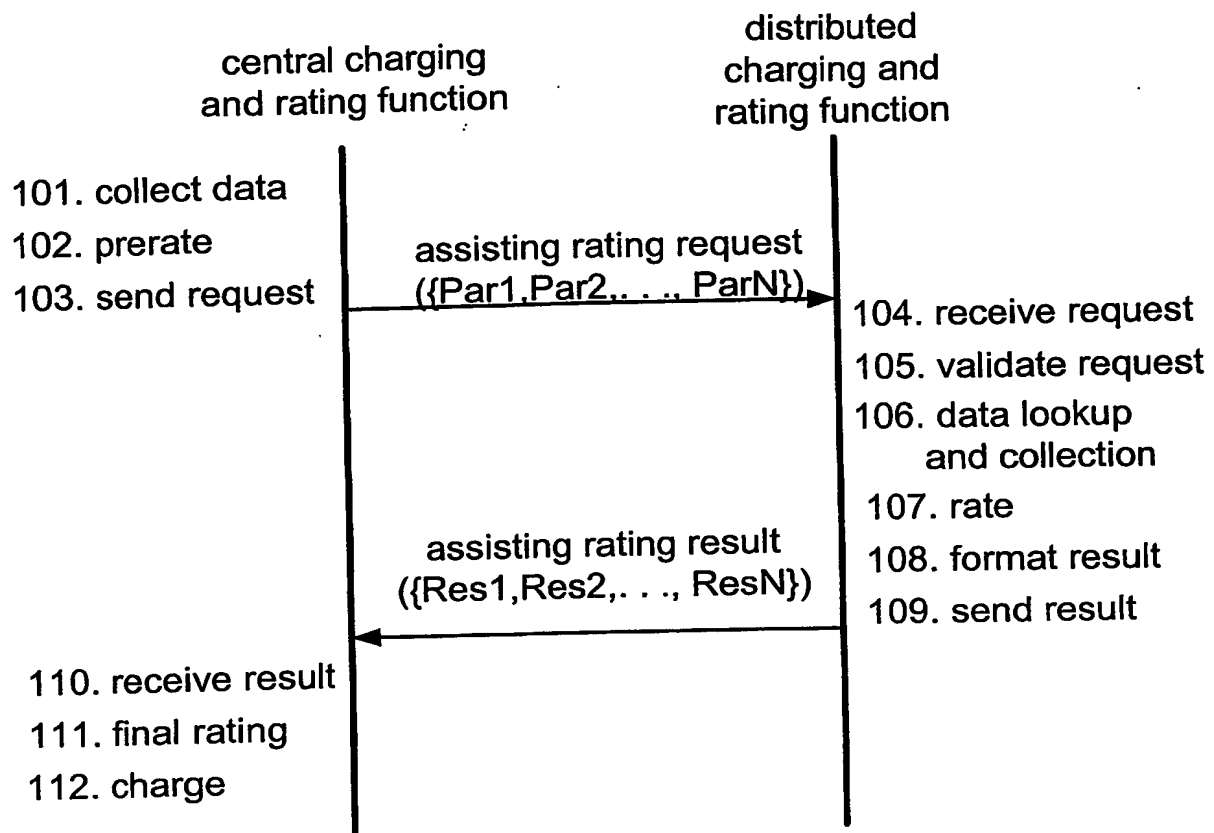 central charging
and rating function
distributed
charging and
rating function
101. collect data
102. prerate
103. send request
assisting rating request
({Par1,Par2,. . ., ParN})
104. receive request
105. validate request
106. data lookup
and collection
107. rate
108. format result
109. send result
assisting rating result
({Res1,Res2,. . ., ResN})
110. receive result
111. final rating
112. charge